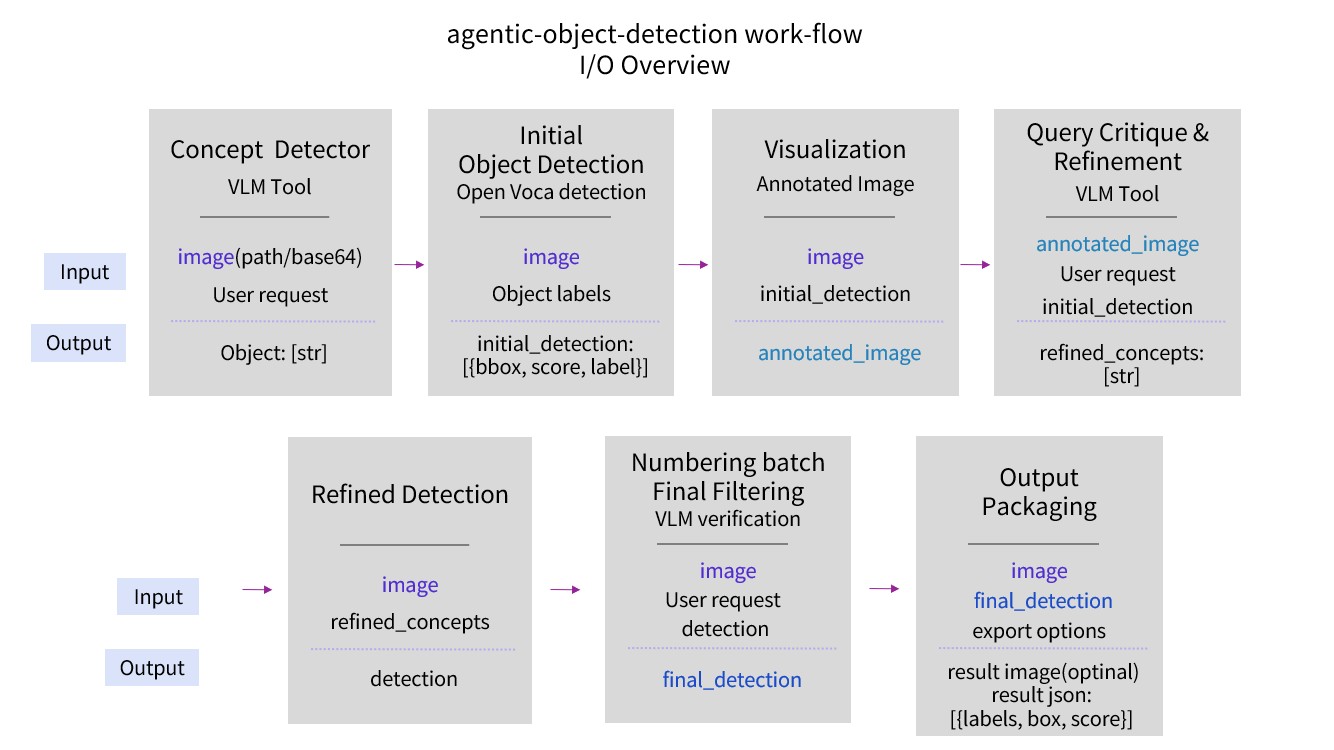 agentic-object-detection work-flow
I/O Overview
Concept Detector
VLM Tool
image(path/base64)
User request
Object: [str]
Initial
Object Detection
Open Voca detection
image
Object labels
initial_detection:
[{bbox, score, label}]
Visualization
Annotated Image
image
initial_detection
annotated_image
Query Critique &
Refinement
VLM Tool
annotated_image
User request
initial_detection
refined_concepts:
[str]
Input
Output
Refined Detection
image
refined_concepts
detection
Numbering batch
Final Filtering
VLM verification
image
User request
detection
final_detection
Output
Packaging
image
final_detection
export options
result image(optinal)
result json:
[{labels, box, score}]
Input
Output